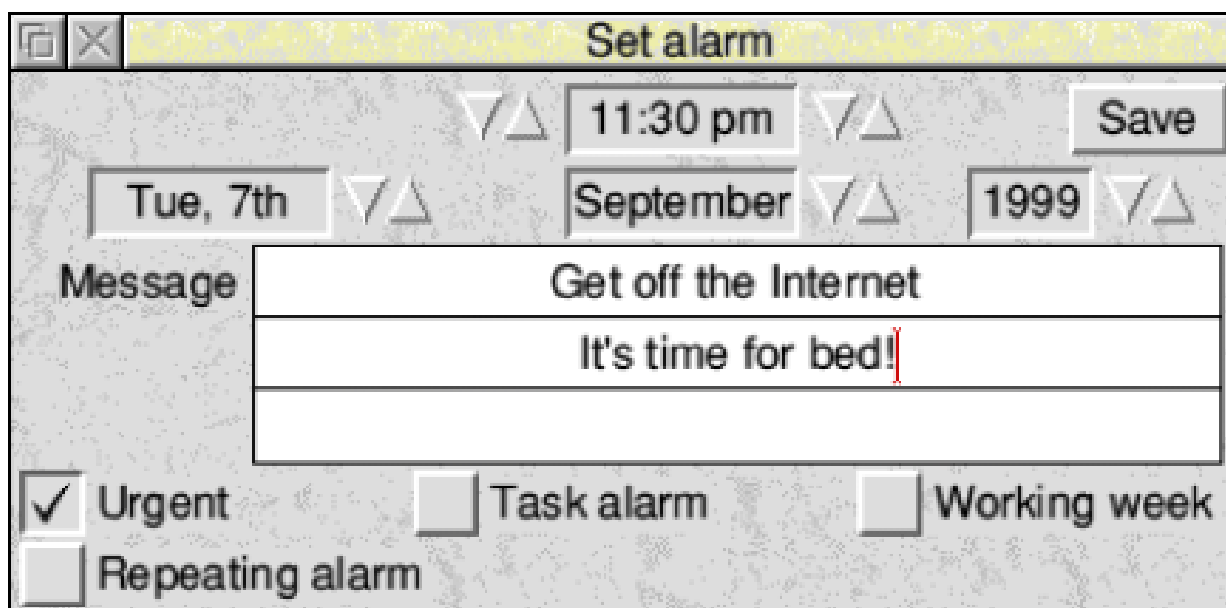 Set alarm
11:30 pm Save
Tue, 7th September 1999
Message Get off the Internet
It's time for bed!
Urgent Task alarm Working week
Repeating alarm